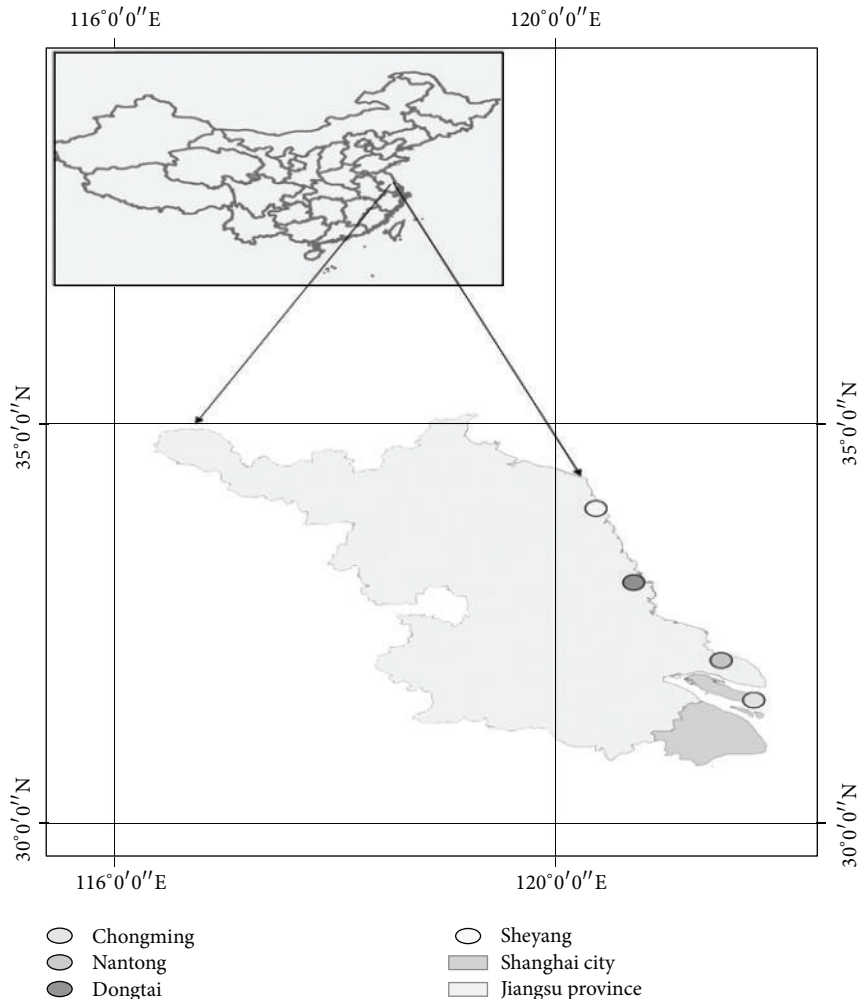 116°0′0″E 120°0′0″E
35°0′0″N 35°0′0″N
30°0′0″N 30°0′0″N
116°0′0″E 120°0′0″E
Chongming
Nantong
Dongtai
Sheyang
Shanghai city
Jiangsu province